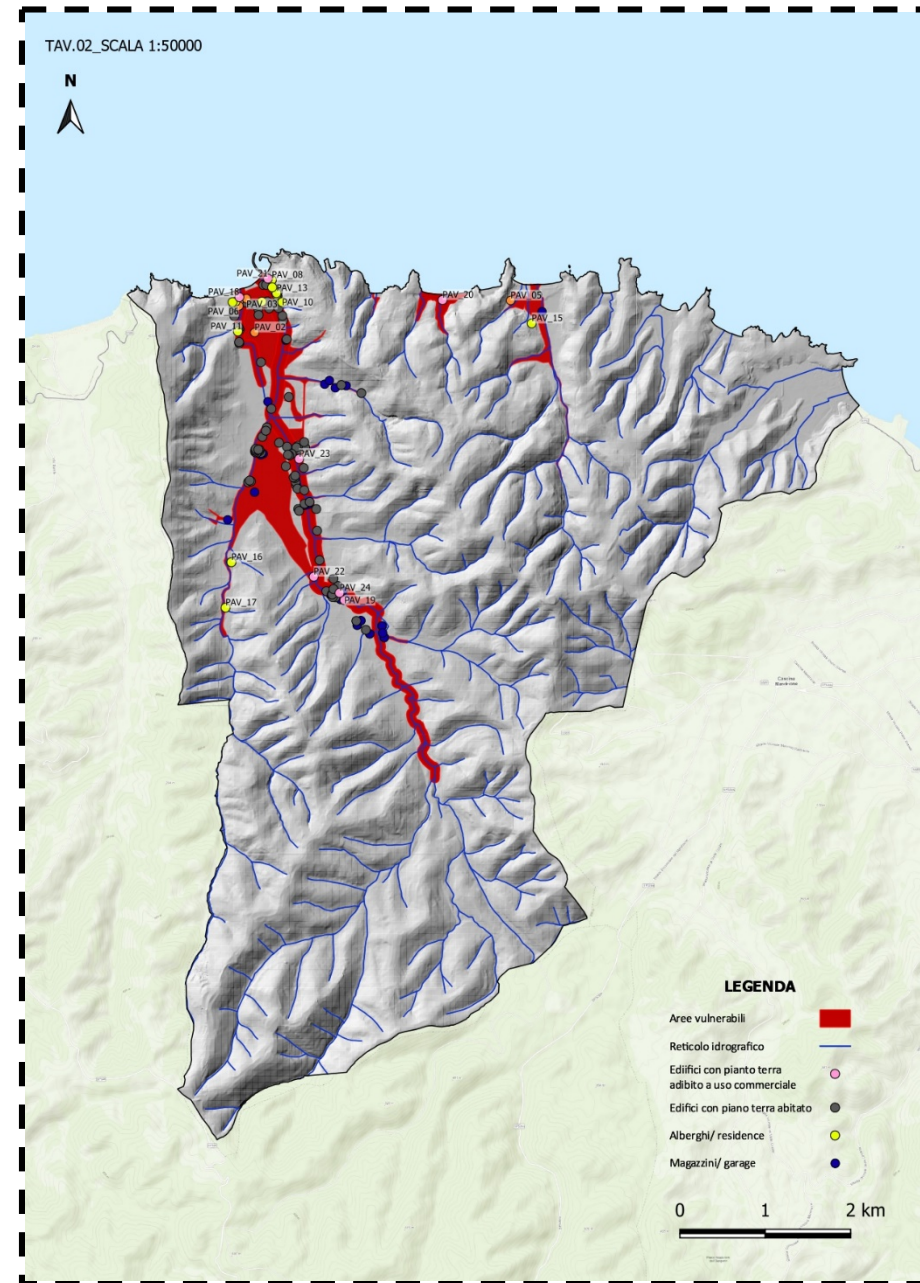 TAV.02_SCALA 1:50000
N
PAV_21
PAV_08
PAV_13
PAV_18
PAV_03
PAV_10
PAV_06
PAV_11
PAV_02
PAV_20
PAV_05
PAV_15
PAV_23
PAV_16
PAV_22
PAV_24
PAV_19
PAV_17
LEGENDA
Aree vulnerabili
Reticolo idrografico
Edifici con pianto terra
adibito a uso commerciale
Edifici con piano terra abitato
Alberghi/ residence
Magazzini/ garage
0 1 2 km